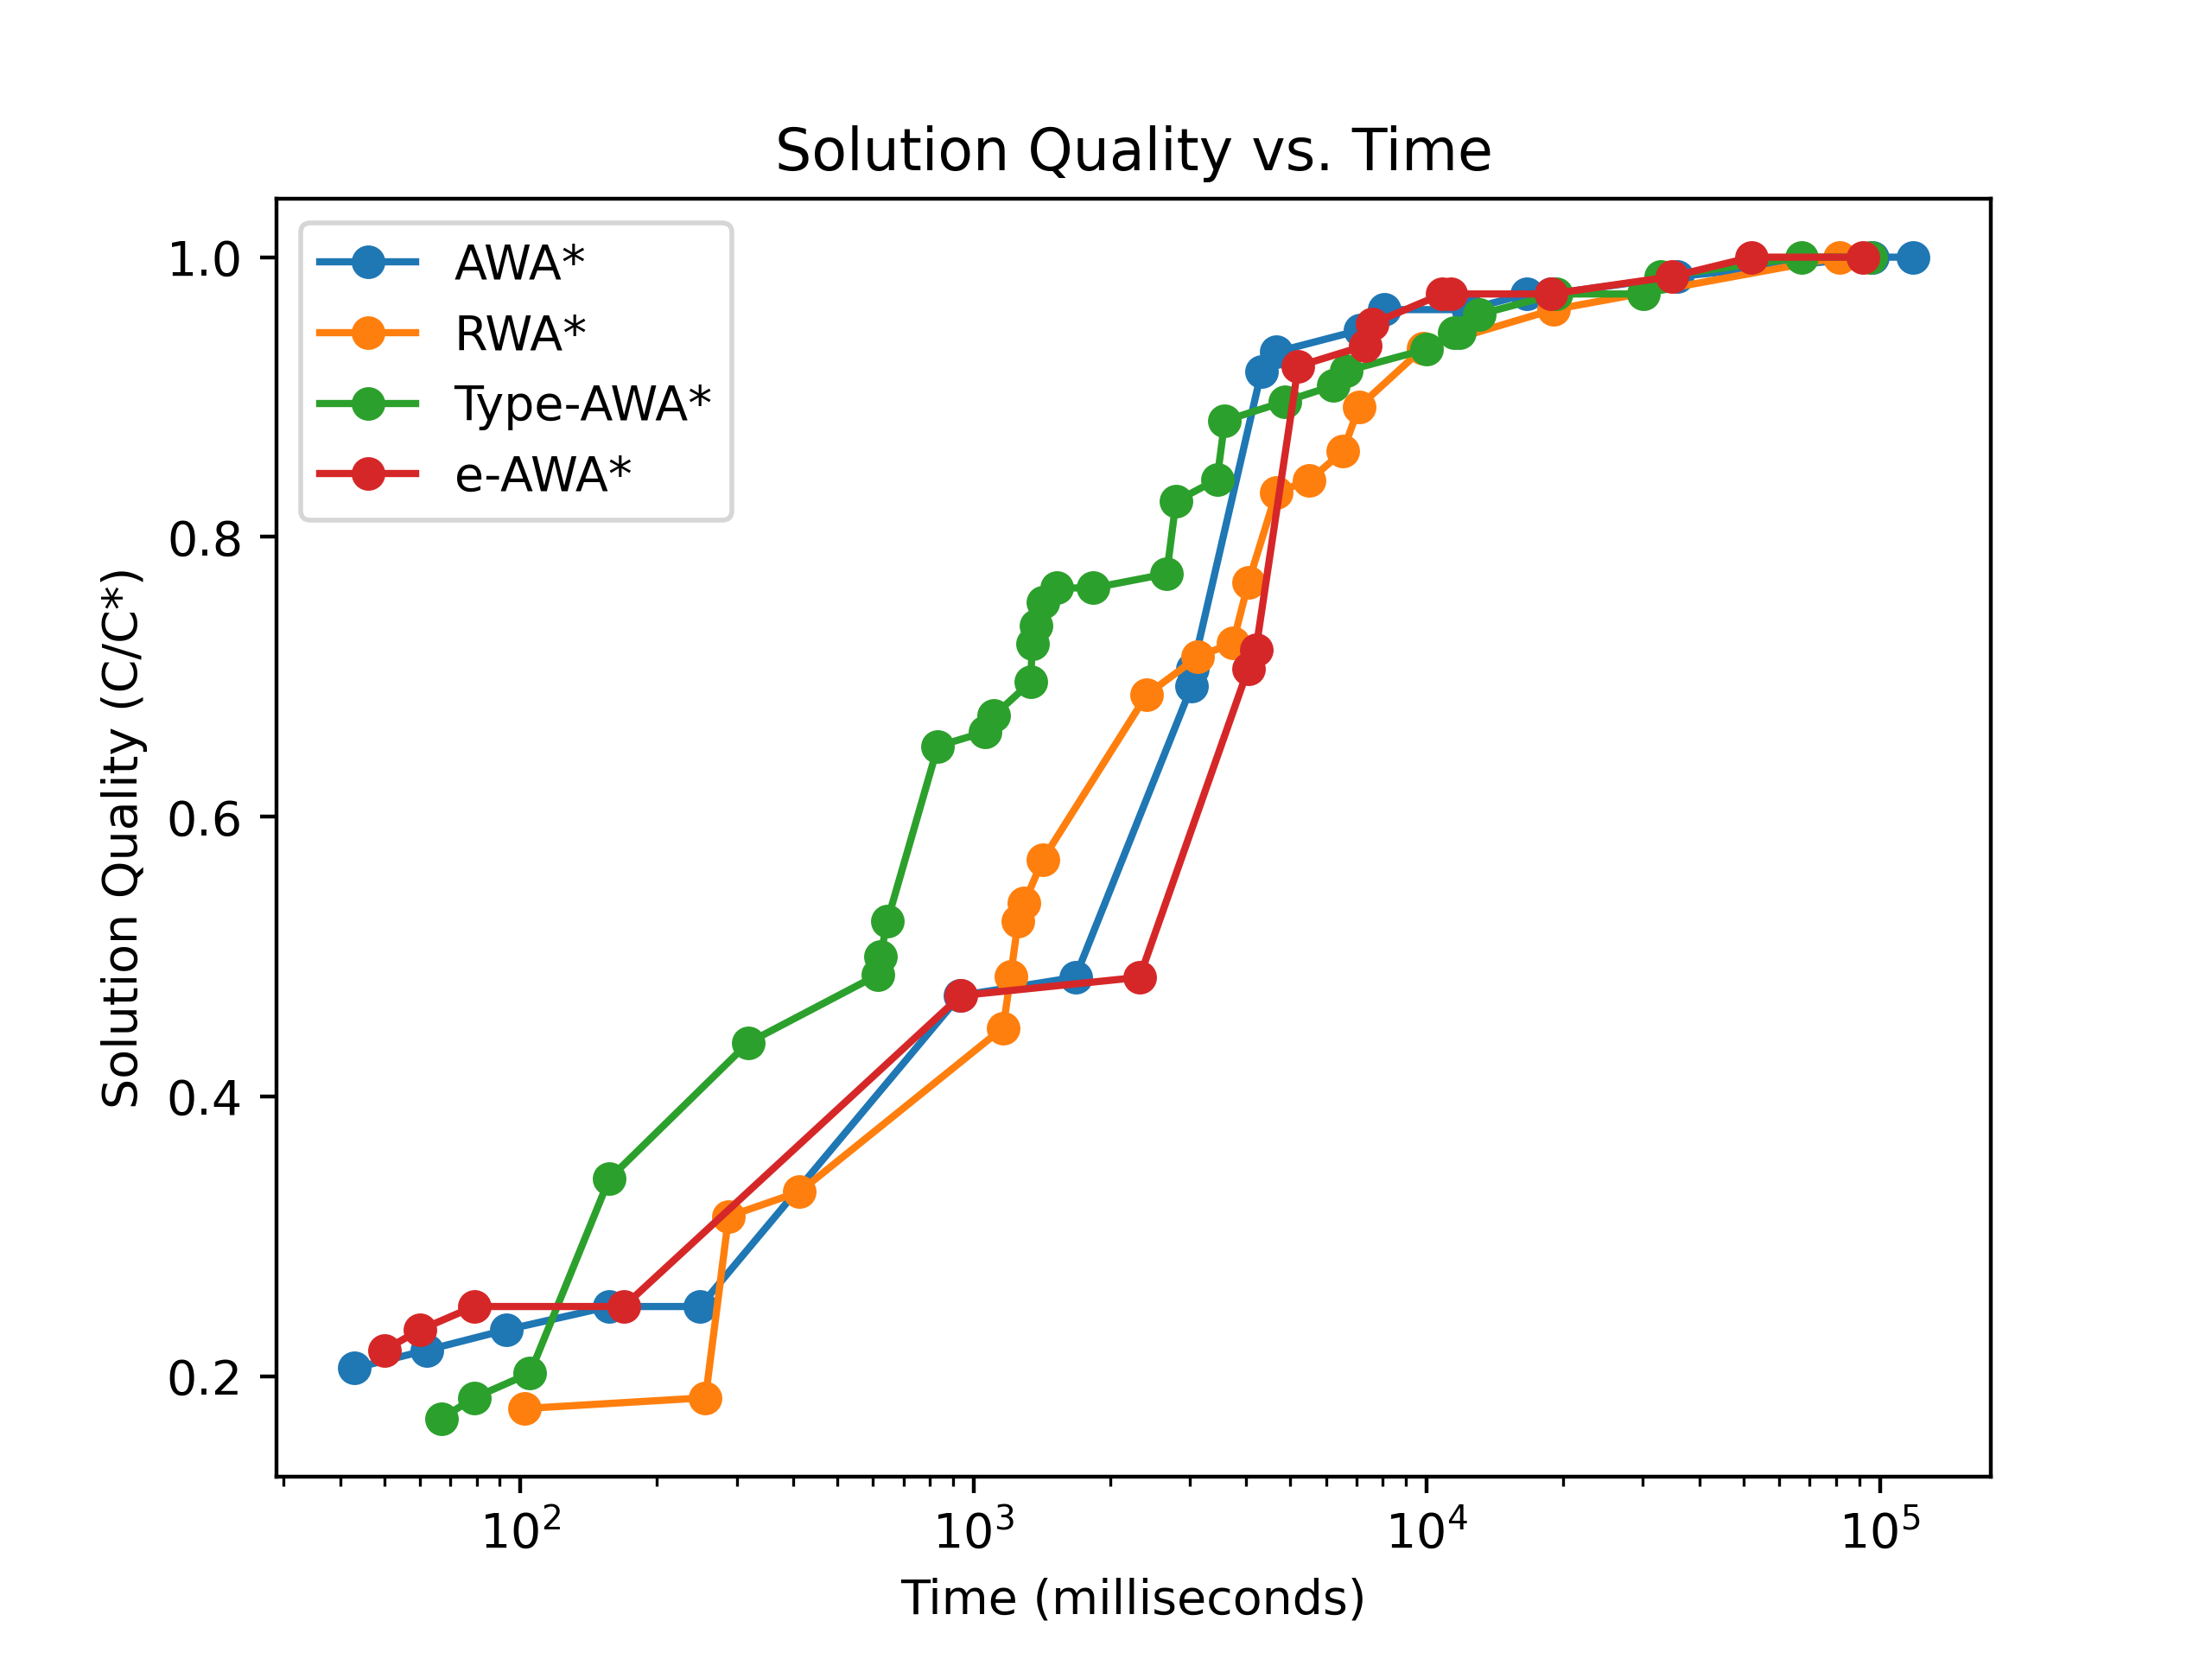 Solution Quality vs. Time
AWA*
RWA*
Type-AWA*
e-AWA*
1.0
0.8
0.6
0.4
0.2
Solution Quality (C/C*)
10² 10³ 10⁴ 10⁵
Time (milliseconds)